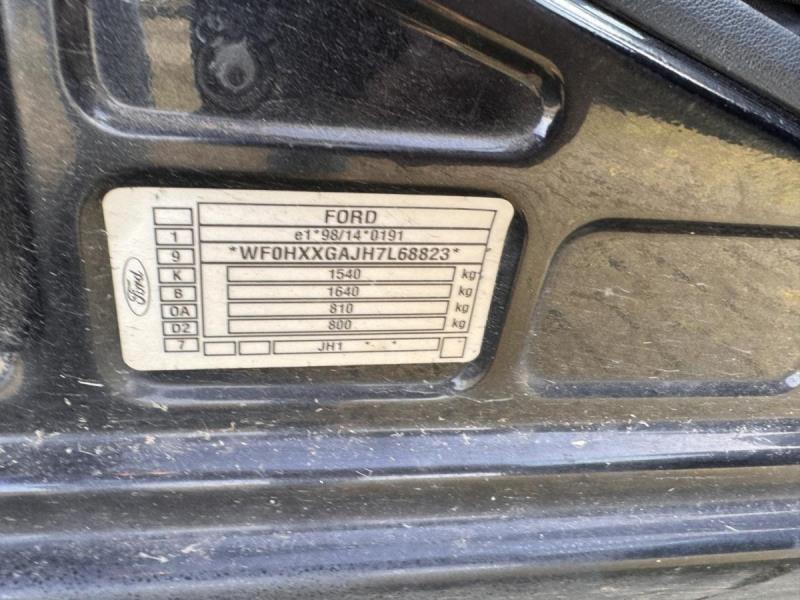 FORD
1 e1*98/14*0191
9 *WF0HXXGAJH7L68823*
K 1540 kg
B 1640 kg
0A 810 kg
D2 800 kg
7 JH1 * *
Ford